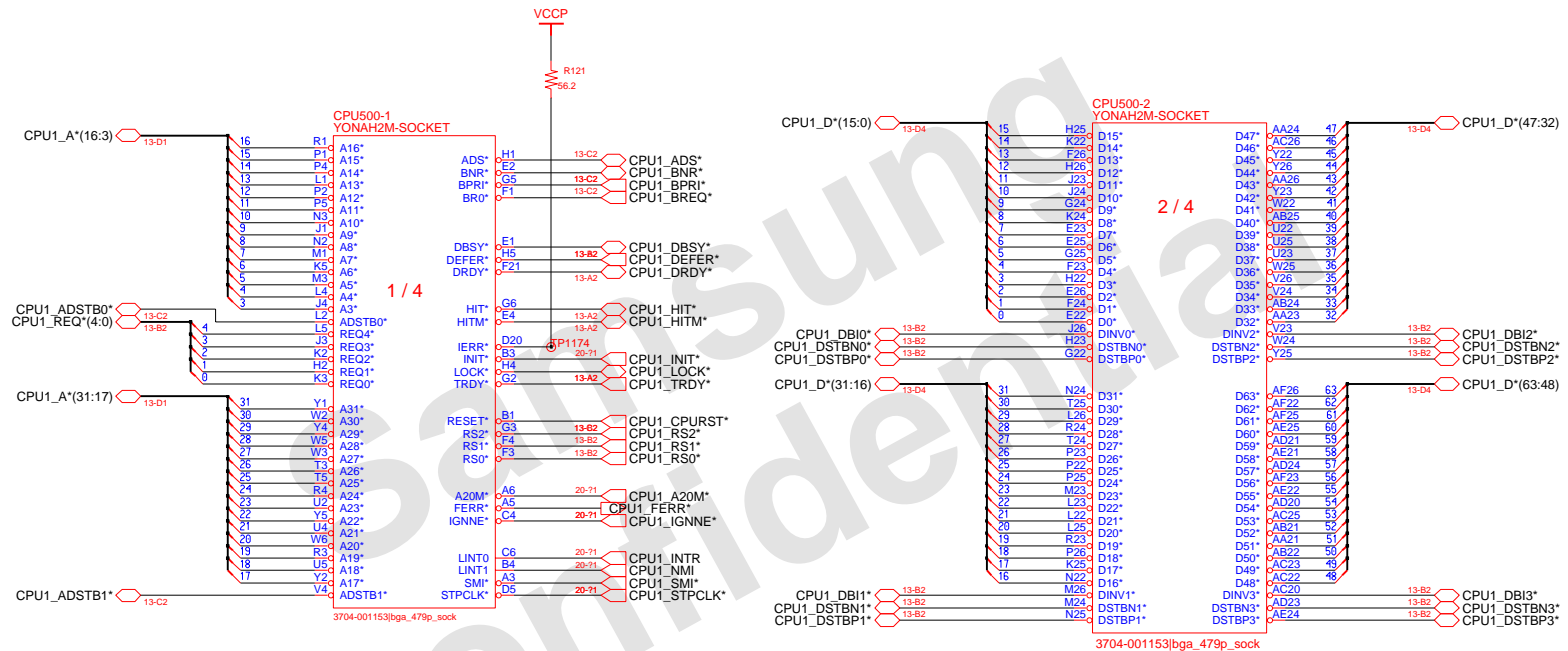 VCCP
R121
56.2
CPU500-1
YONAH2M-SOCKET
1 / 4
CPU1_A*(16:3) 13-D1
16 R1 A16*
15 P1 A15*
14 P4 A14*
13 L1 A13*
12 P2 A12*
11 P5 A11*
10 N3 A10*
9 J1 A9*
8 N2 A8*
7 M1 A7*
6 K5 A6*
5 M3 A5*
4 L4 A4*
3 J4 A3*
CPU1_ADSTB0* 13-C2 L2 ADSTB0*
CPU1_REQ*(4:0) 13-B2
4 L5 REQ4*
3 J3 REQ3*
2 K2 REQ2*
1 H2 REQ1*
0 K3 REQ0*
CPU1_A*(31:17) 13-D1
31 Y1 A31*
30 W2 A30*
29 Y4 A29*
28 W5 A28*
27 W3 A27*
26 T3 A26*
25 T5 A25*
24 R4 A24*
23 U2 A23*
22 Y5 A22*
21 U4 A21*
20 W6 A20*
19 R3 A19*
18 U5 A18*
17 Y2 A17*
CPU1_ADSTB1* 13-C2 V4 ADSTB1*
ADS* H1 13-C2 CPU1_ADS*
BNR* E2 13-C2 CPU1_BNR*
BPRI* G5 13-C2 CPU1_BPRI*
BR0* F1 13-C2 CPU1_BREQ*
DBSY* E1 CPU1_DBSY*
DEFER* H5 13-B2 CPU1_DEFER*
DRDY* F21 13-A2 CPU1_DRDY*
HIT* G6 13-A2 CPU1_HIT*
HITM* E4 13-A2 CPU1_HITM*
IERR* D20 TP1174
INIT* B3 20-?1 CPU1_INIT*
LOCK* H4 CPU1_LOCK*
TRDY* G2 13-A2 CPU1_TRDY*
RESET* B1 CPU1_CPURST*
RS2* G3 13-B2 CPU1_RS2*
RS1* F4 13-B2 CPU1_RS1*
RS0* F3 13-B2 CPU1_RS0*
A20M* A6 20-?1 CPU1_A20M*
FERR* A5 CPU1_FERR*
IGNNE* C4 20-?1 CPU1_IGNNE*
LINT0 C6 20-?1 CPU1_INTR
LINT1 B4 20-?1 CPU1_NMI
SMI* A3 CPU1_SMI*
STPCLK* D5 20-?1 CPU1_STPCLK*
3704-001153|bga_479p_sock
CPU500-2
YONAH2M-SOCKET
2 / 4
CPU1_D*(15:0) 13-D4
15 H25 D15*
14 K22 D14*
13 F26 D13*
12 H26 D12*
11 J23 D11*
10 J24 D10*
9 G24 D9*
8 K24 D8*
7 E23 D7*
6 E25 D6*
5 G25 D5*
4 F23 D4*
3 H22 D3*
2 E26 D2*
1 F24 D1*
0 E22 D0*
CPU1_DBI0* 13-B2 J26 DINV0*
CPU1_DSTBN0* 13-B2 H23 DSTBN0*
CPU1_DSTBP0* 13-B2 G22 DSTBP0*
CPU1_D*(31:16) 13-D4
31 N24 D31*
30 T25 D30*
29 L26 D29*
28 R24 D28*
27 T24 D27*
26 P23 D26*
25 P22 D25*
24 P25 D24*
23 M23 D23*
22 L23 D22*
21 L22 D21*
20 L25 D20*
19 R23 D19*
18 P26 D18*
17 K25 D17*
16 N22 D16*
CPU1_DBI1* 13-B2 M26 DINV1*
CPU1_DSTBN1* 13-B2 M24 DSTBN1*
CPU1_DSTBP1* 13-B2 N25 DSTBP1*
D47* AA24 47 13-D4 CPU1_D*(47:32)
D46* AC26 46
D45* Y22 45
D44* Y26 44
D43* AA26 43
D42* Y23 42
D41* W22 41
D40* AB25 40
D39* U22 39
D38* U25 38
D37* U23 37
D36* W25 36
D35* V26 35
D34* V24 34
D33* AB24 33
D32* AA23 32
DINV2* V23 13-B2 CPU1_DBI2*
DSTBN2* W24 13-B2 CPU1_DSTBN2*
DSTBP2* Y25 13-B2 CPU1_DSTBP2*
13-D4 CPU1_D*(63:48)
D63* AF26 63
D62* AF22 62
D61* AF25 61
D60* AE25 60
D59* AD21 59
D58* AE21 58
D57* AD24 57
D56* AF23 56
D55* AE22 55
D54* AD20 54
D53* AC25 53
D52* AB21 52
D51* AA21 51
D50* AB22 50
D49* AC23 49
D48* AC22 48
DINV3* AC20 13-B2 CPU1_DBI3*
DSTBN3* AD23 13-B2 CPU1_DSTBN3*
DSTBP3* AE24 13-B2 CPU1_DSTBP3*
3704-001153|bga_479p_sock
Samsung
Confidential